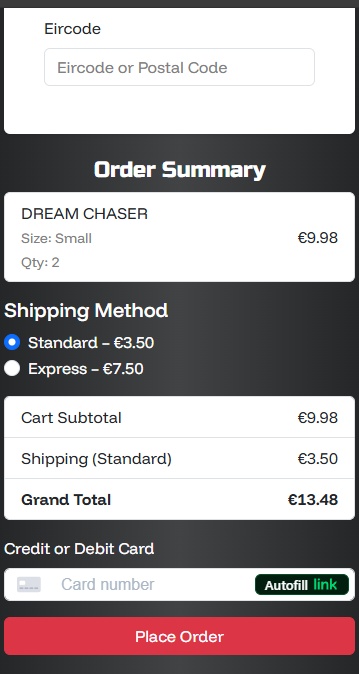 Eircode
Eircode or Postal Code
Order Summary
DREAM CHASER
Size: Small
€9.98
Qty: 2
Shipping Method
Standard – €3.50
Express – €7.50
Cart Subtotal €9.98
Shipping (Standard) €3.50
Grand Total €13.48
Credit or Debit Card
Card number Autofill link
Place Order